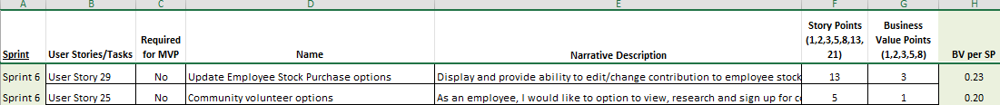 A B C D E F G H
Sprint User Stories/Tasks Required for MVP Name Narrative Description Story Points (1,2,3,5,8,13, 21) Business Value Points (1,2,3,5,8) BV per SP
Sprint 6 User Story 29 No Update Employee Stock Purchase options Display and provide ability to edit/change contribution to employee stock 13 3 0.23
Sprint 6 User Story 25 No Community volunteer options As an employee, I would like to option to view, research and sign up for 5 1 0.20